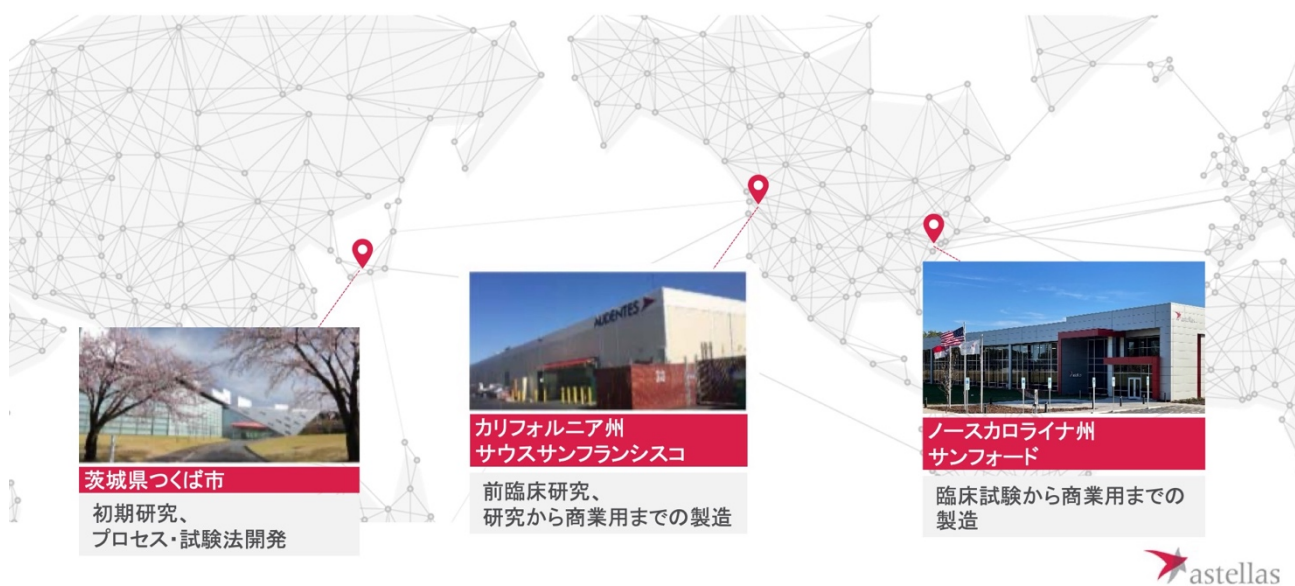 AUDENTES
茨城県つくば市
初期研究、
プロセス・試験法開発
カリフォルニア州
サウスサンフランシスコ
前臨床研究、
研究から商業用までの製造
ノースカロライナ州
サンフォード
臨床試験から商業用までの
製造
astellas